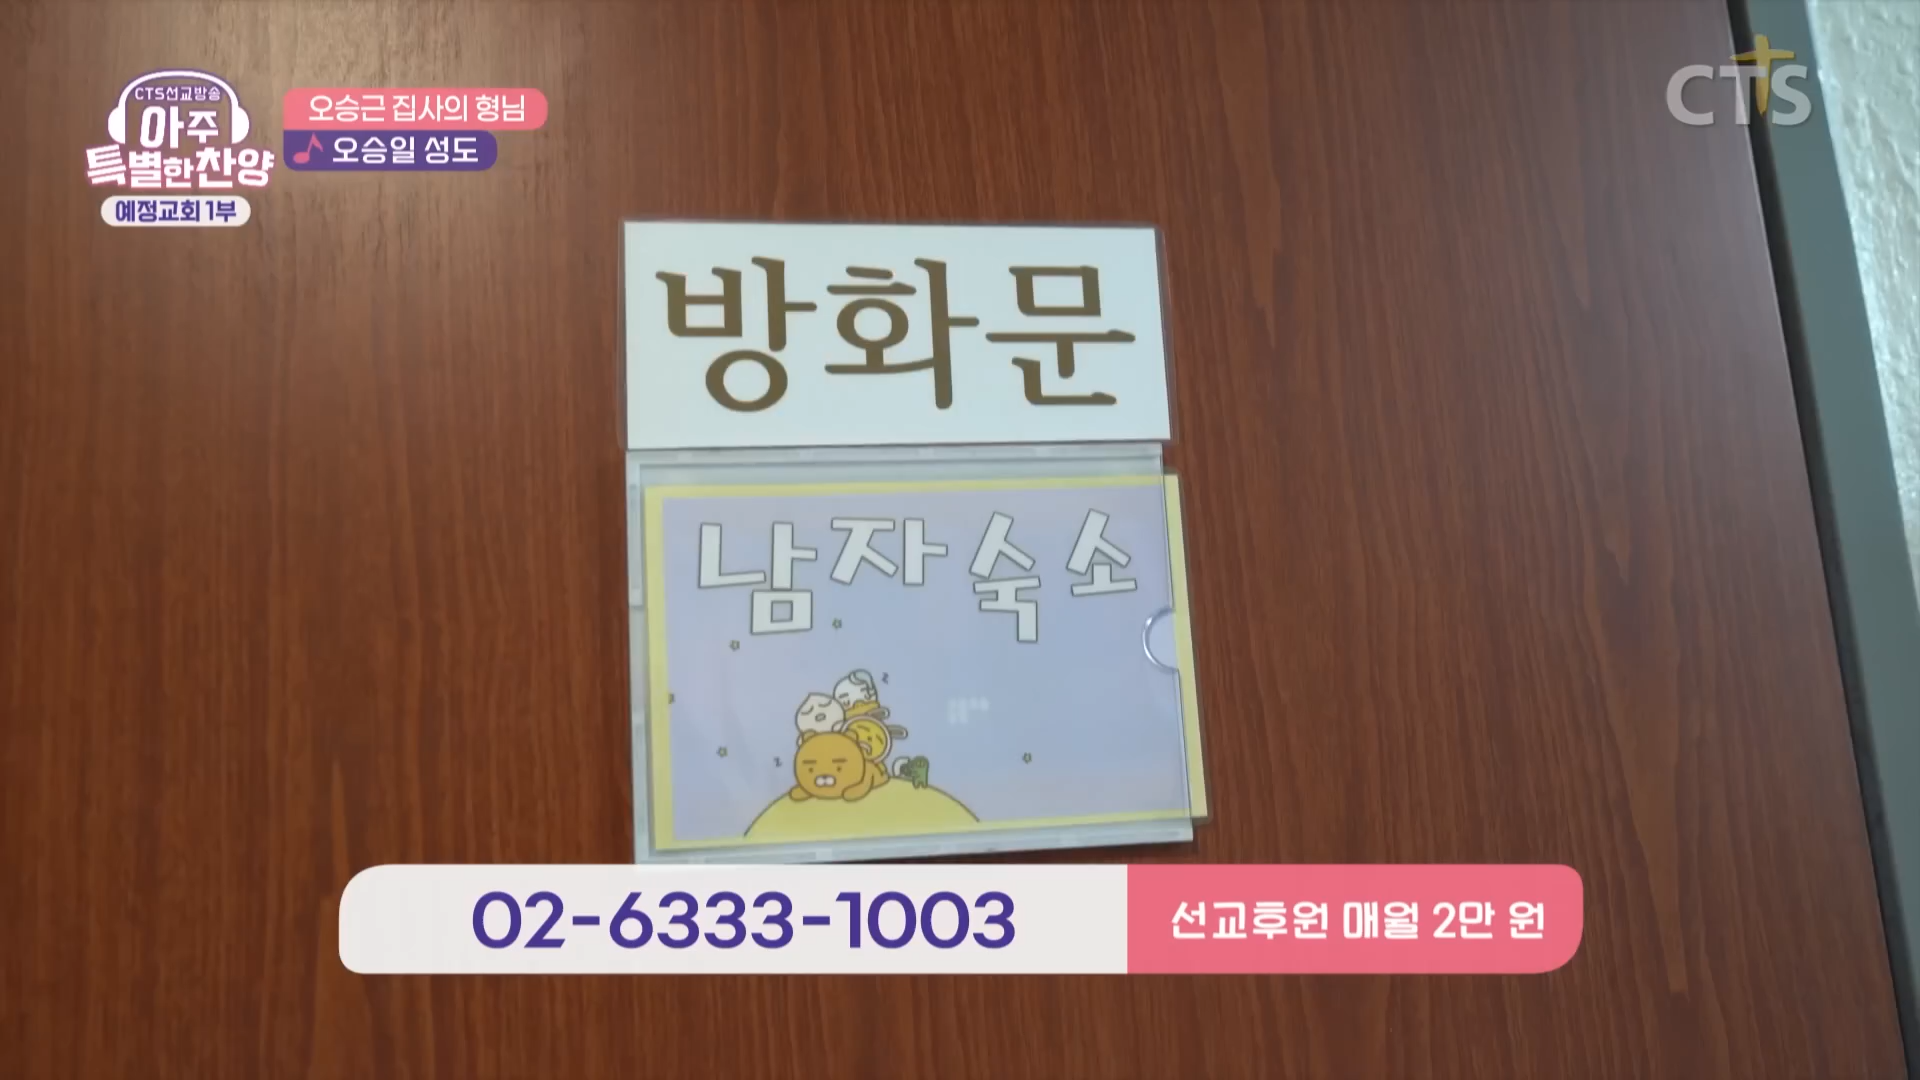 CTS선교방송
아주
특별한찬양
예정교회 1부
오승근 집사의 형님
오승일 성도
CTS
방화문
남자숙소
z
z
02-6333-1003
선교후원 매월 2만 원